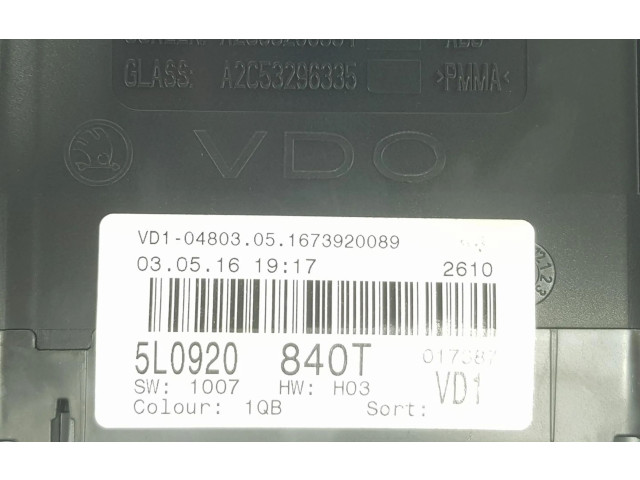 GLASS: A2C53296335 >PMMA<
VDO
VD1-04803.05.1673920089
03.05.16 19:17 2610
5L0920 840T 017387
SW: 1007 HW: H03 VD1
Colour: 1QB Sort: